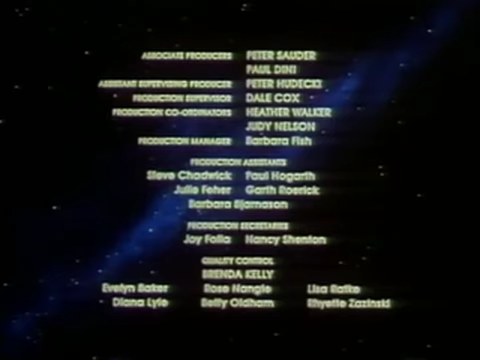 ASSOCIATE PRODUCERS PETER SAUDER
PAUL DINI
ASSISTANT SUPERVISING PRODUCER PETER HUDECKI
PRODUCTION SUPERVISOR DALE COX
PRODUCTION CO-ORDINATORS HEATHER WALKER
JUDY NELSON
PRODUCTION MANAGER Barbara Fish
PRODUCTION ASSISTANTS
Steve Chadwick Paul Hogarth
Julie Feher Garth Roerick
Barbara Bjarnason
PRODUCTION SECRETARIES
Joy Folla Nancy Shenton
QUALITY CONTROL
BRENDA KELLY
Evelyn Baker Rose Nangle Lisa Ratke
Diana Lyle Betty Oldham Rhyette Zazinski